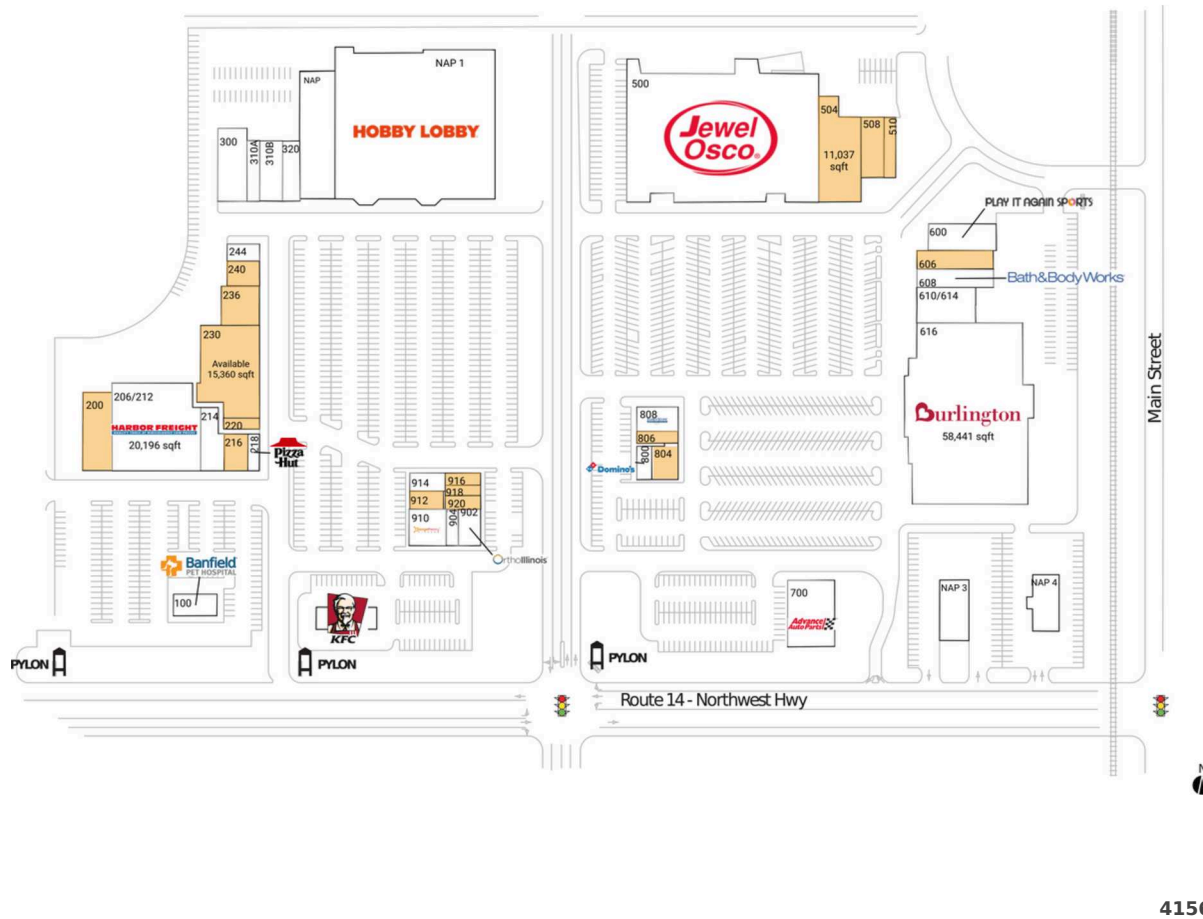 NAP 1
NAP
HOBBY LOBBY
300
310A
310B
320
500
Jewel
Osco®
504
508
510
11,037
sqft
PLAY IT AGAIN SPORTS
600
606
608
Bath&BodyWorks
610/614
616
Burlington
58,441 sqft
Main Street
244
240
236
230
Available
15,360 sqft
200
206/212
214
HARBOR FREIGHT
20,196 sqft
220
216
218
Pizza
Hut
808
806
800
804
Domino's
914
916
918
912
920
910
904
902
OrthoIllinois
Banfield
PET HOSPITAL
100
KFC
700
Advance
Auto Parts
NAP 3
NAP 4
PYLON
PYLON
PYLON
Route 14 - Northwest Hwy
N
4150